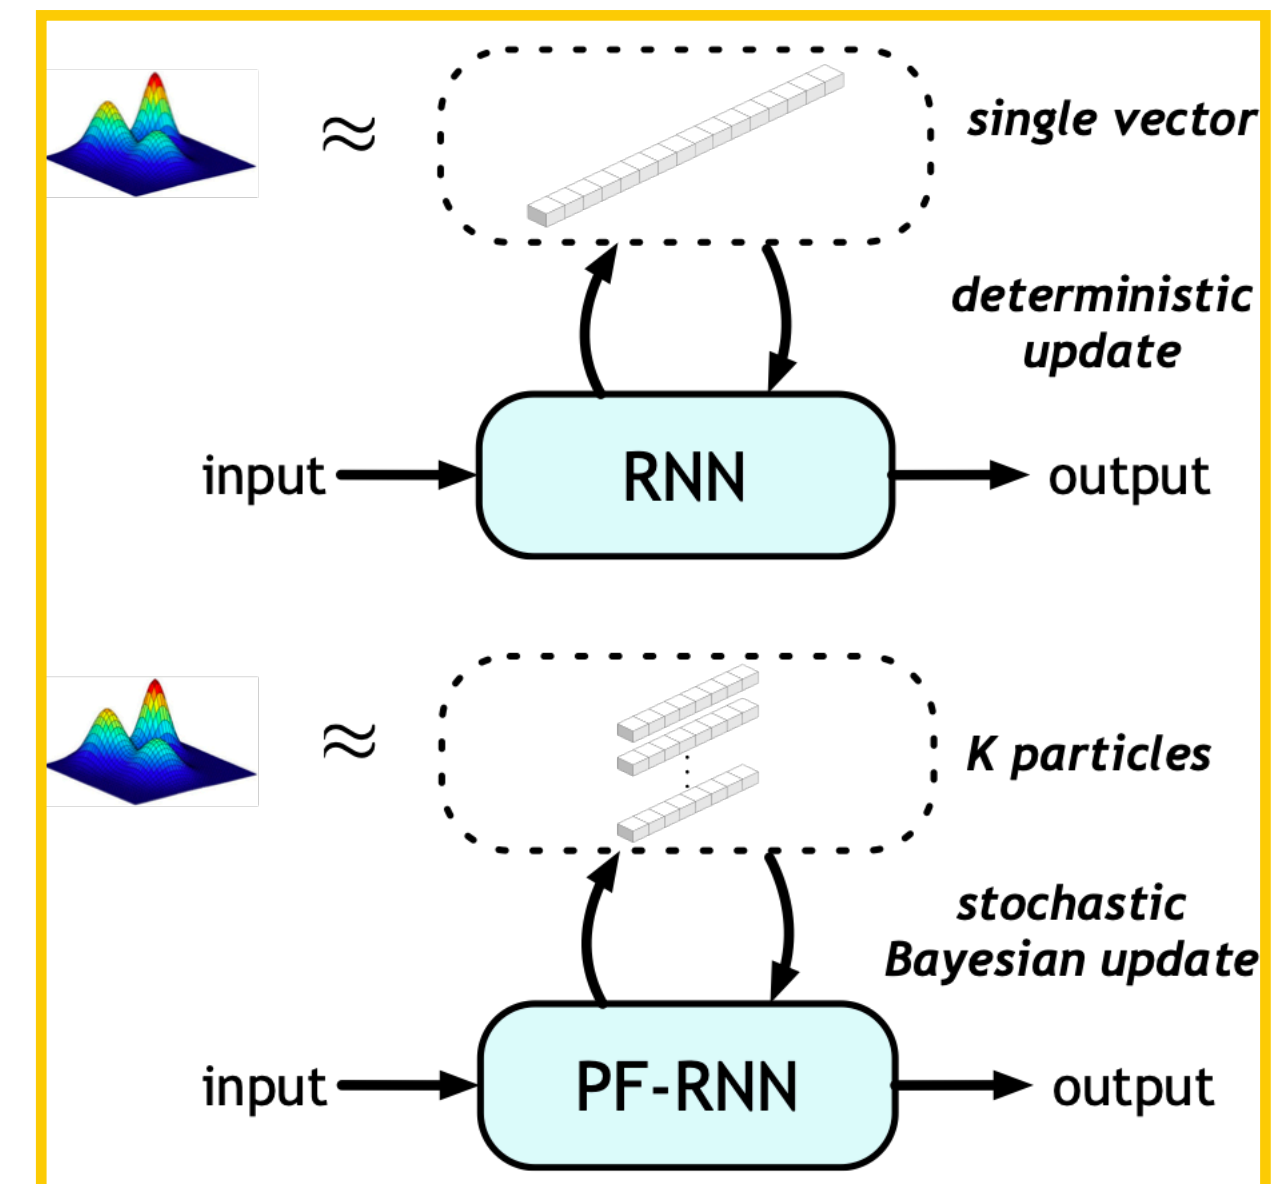 ≈
single vector
deterministic
update
input
RNN
output
≈
K particles
stochastic
Bayesian update
input
PF-RNN
output